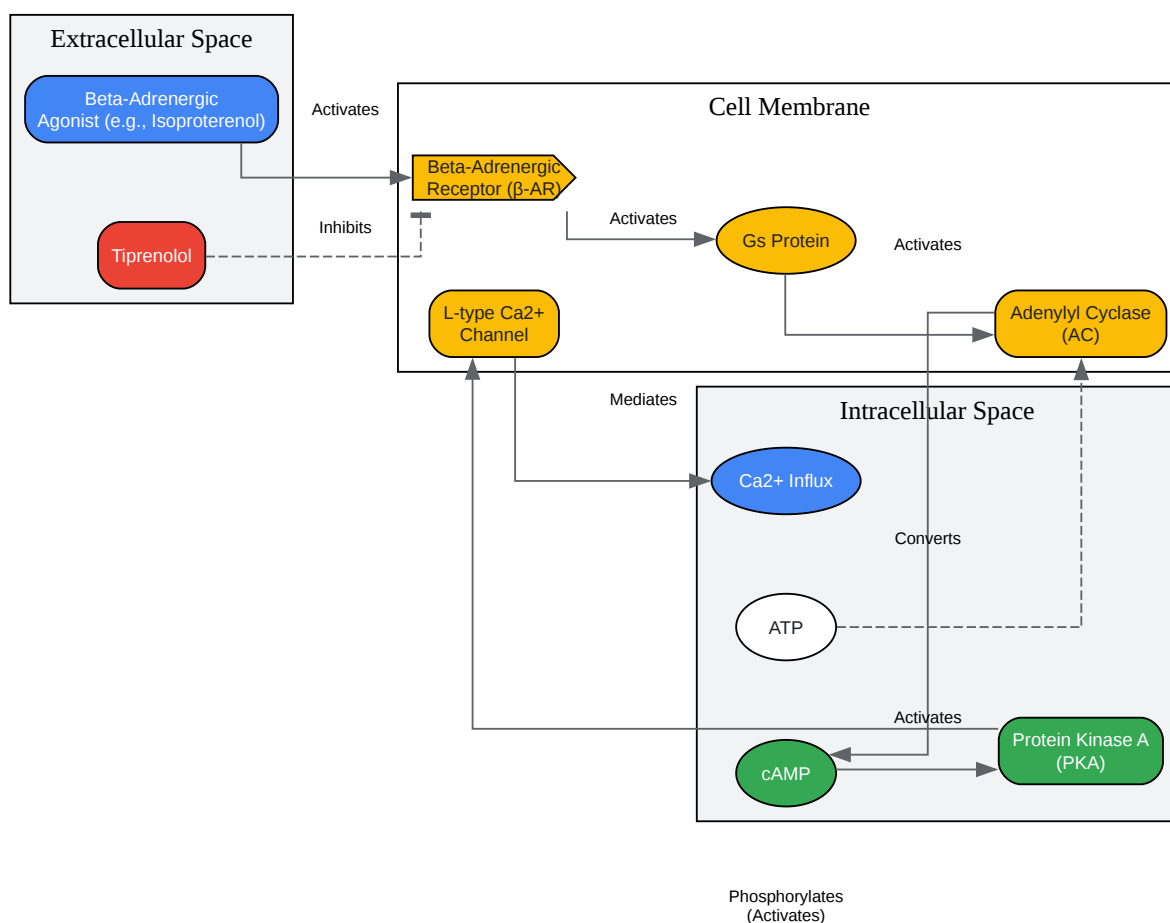 Extracellular Space
Beta-Adrenergic
Agonist (e.g., Isoproterenol)
Activates
Cell Membrane
Beta-Adrenergic
Receptor (β-AR)
Inhibits
Activates
Tiprenolol
Gs Protein
Activates
L-type Ca2+
Channel
Adenylyl Cyclase
(AC)
Mediates
Intracellular Space
Ca2+ Influx
Converts
ATP
Activates
Protein Kinase A
(PKA)
cAMP
Phosphorylates
(Activates)